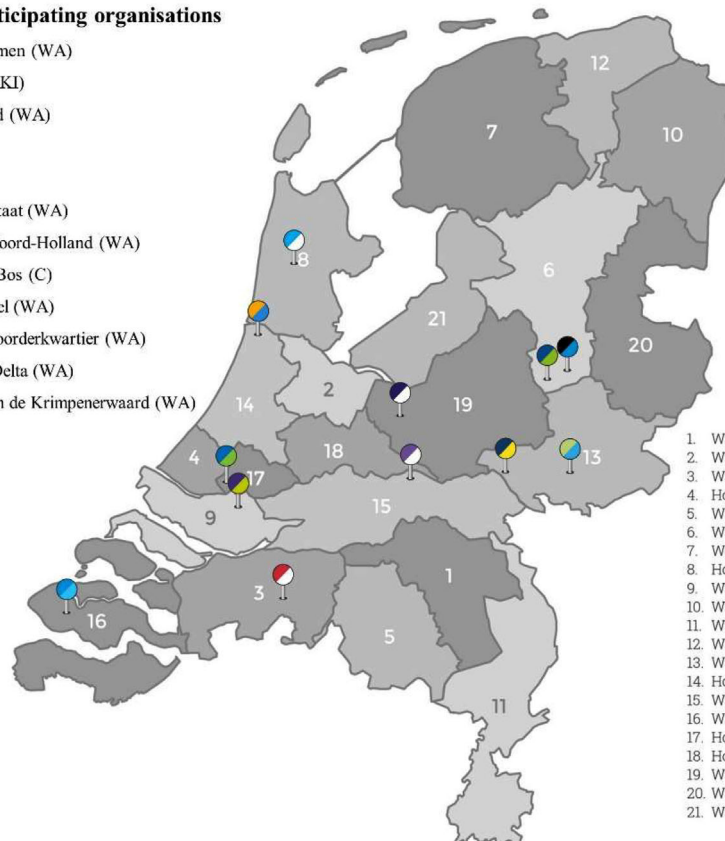 ticipating organisations
men (WA)
KI)
d (WA)
taat (WA)
oord-Holland (WA)
Bos (C)
el (WA)
oorderkwartier (WA)
Delta (WA)
n de Krimpenerwaard (WA)
12
7
10
8
6
21
20
2
19
14
4
18
13
17
15
9
1
3
16
5
11
1. W
2. W
3. W
4. Ho
5. W
6. W
7. W
8. Ho
9. W
10. W
11. W
12. W
13. W
14. Ho
15. W
16. W
17. Ho
18. Ho
19. W
20. W
21. W